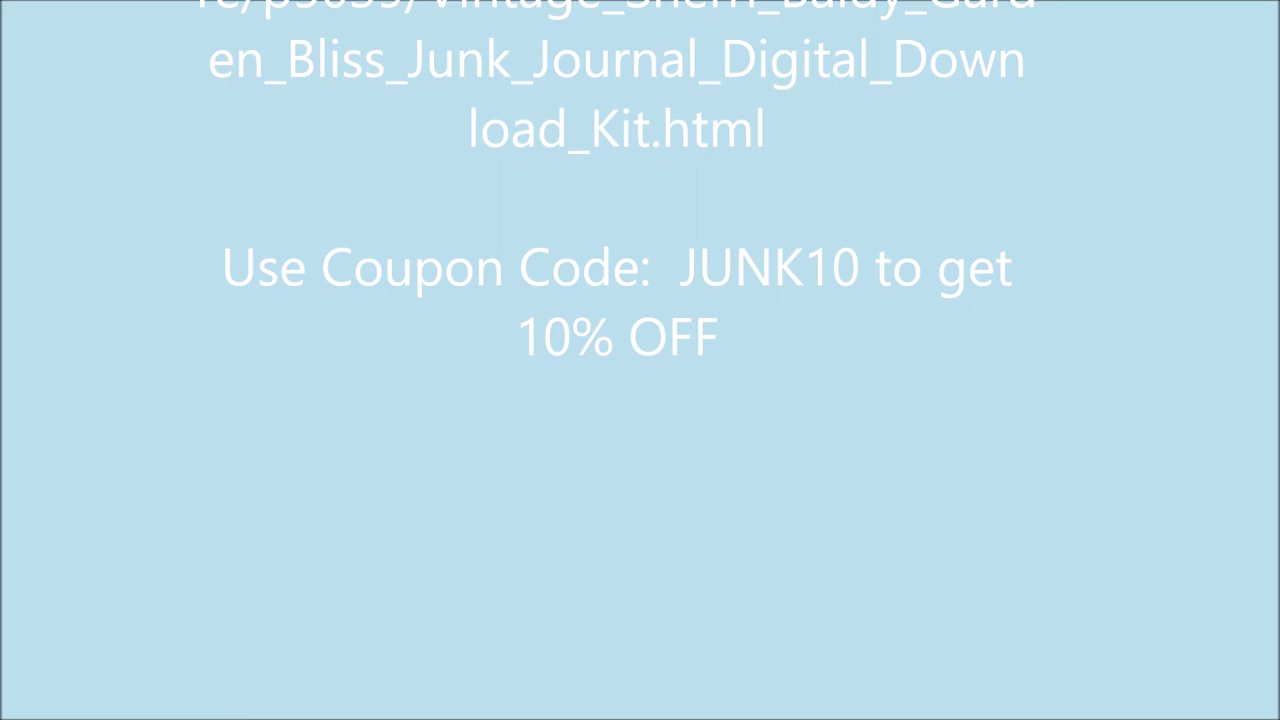 en_Bliss_Junk_Journal_Digital_Down
load_Kit.html
Use Coupon Code:  JUNK10 to get
10% OFF